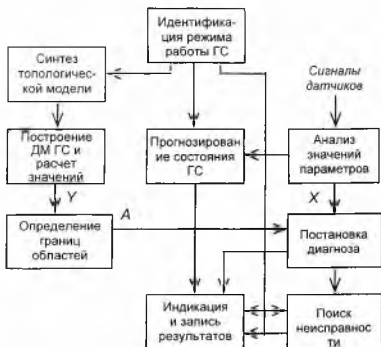 Идентифика-
ция режима
работы ГС
Синтез
топологичес-
кой модели
Сигналы
датчиков
Построение
ДМ ГС и
расчет
значений
Прогнозирован
ие состояния
ГС
Анализ
значений
параметров
Y
A
X
Определение
границ
областей
Постановка
диагноза
Индикация
и запись
результатов
Поиск
неисправнос
ти